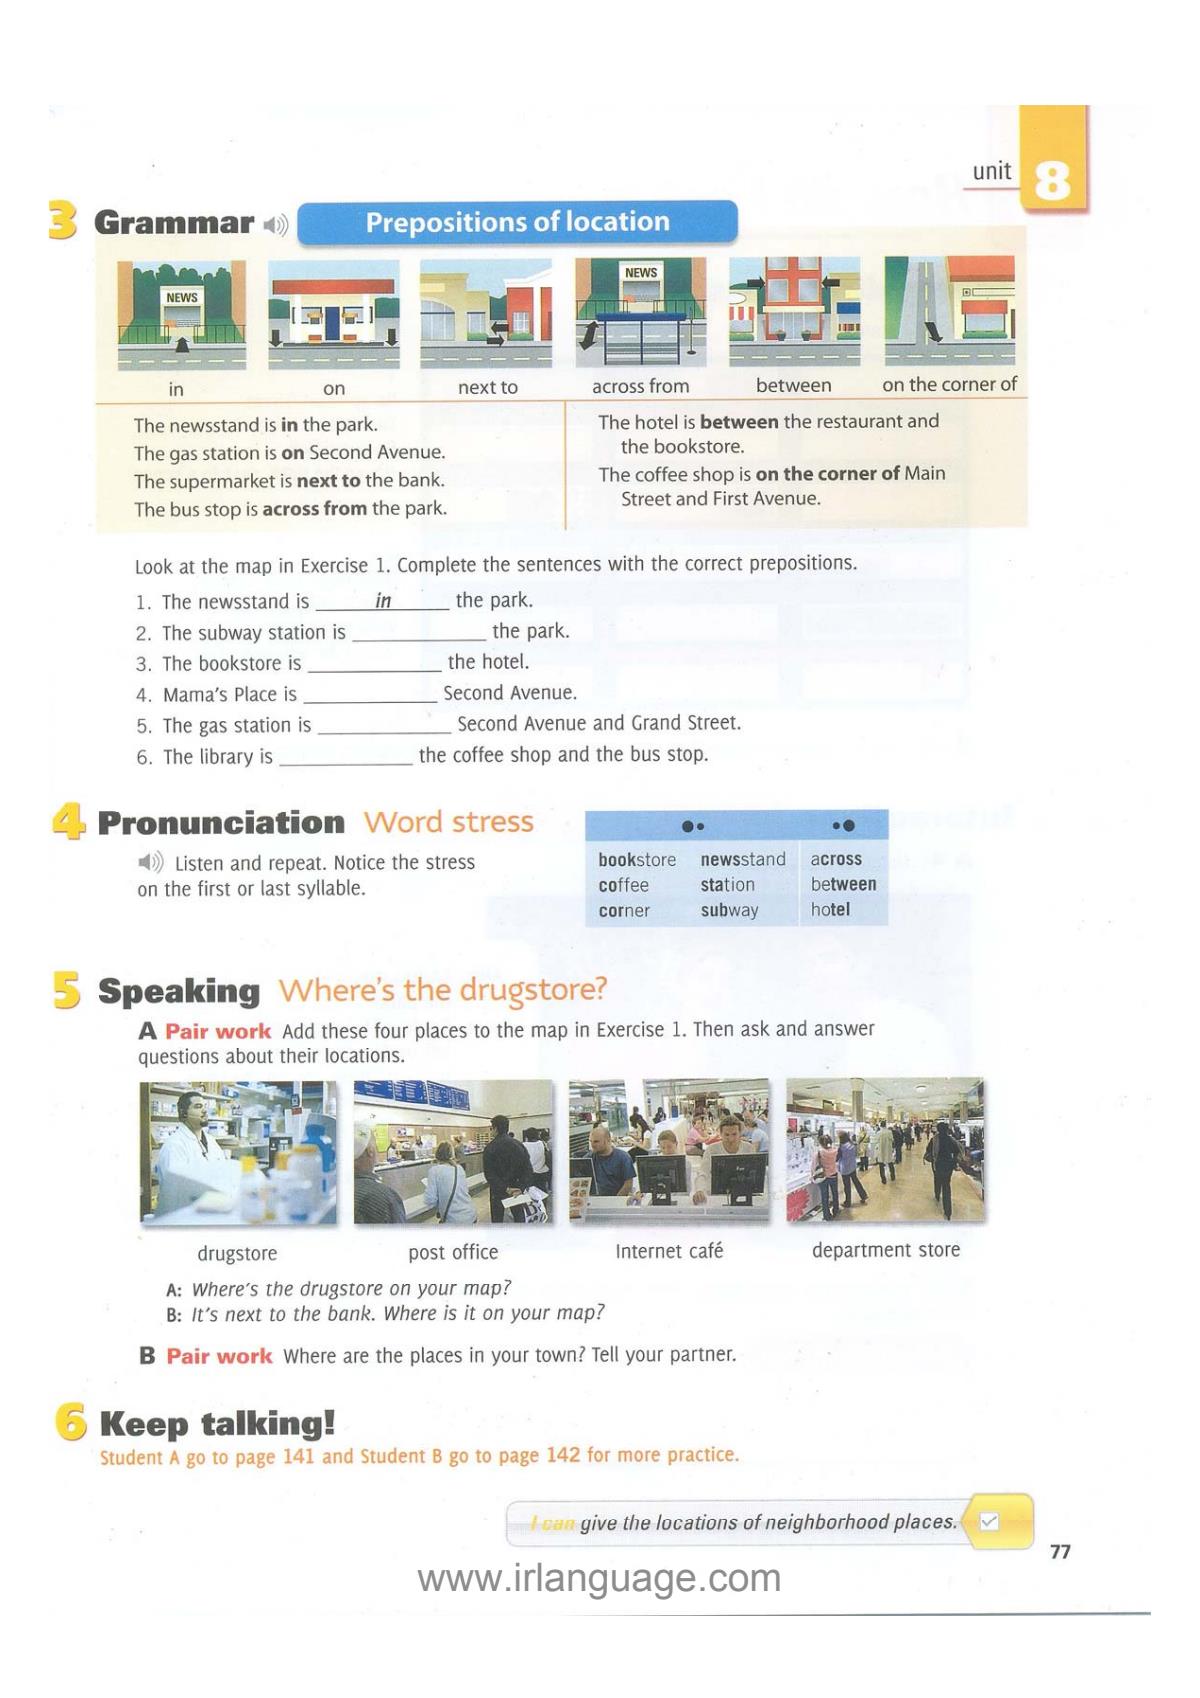 unit 8
3 Grammar Prepositions of location
NEWS
NEWS
in on next to across from between on the corner of
The newsstand is in the park.
The gas station is on Second Avenue.
The supermarket is next to the bank.
The bus stop is across from the park.
The hotel is between the restaurant and
the bookstore.
The coffee shop is on the corner of Main
Street and First Avenue.
Look at the map in Exercise 1. Complete the sentences with the correct prepositions.
1. The newsstand is in the park.
2. The subway station is ____________ the park.
3. The bookstore is ____________ the hotel.
4. Mama's Place is ____________ Second Avenue.
5. The gas station is ____________ Second Avenue and Grand Street.
6. The library is ____________ the coffee shop and the bus stop.
4 Pronunciation Word stress
Listen and repeat. Notice the stress
on the first or last syllable.
bookstore newsstand across
coffee station between
corner subway hotel
5 Speaking Where's the drugstore?
A Pair work Add these four places to the map in Exercise 1. Then ask and answer
questions about their locations.
drugstore post office Internet café department store
A: Where's the drugstore on your map?
B: It's next to the bank. Where is it on your map?
B Pair work Where are the places in your town? Tell your partner.
6 Keep talking!
Student A go to page 141 and Student B go to page 142 for more practice.
I can give the locations of neighborhood places.
77
www.irlanguage.com